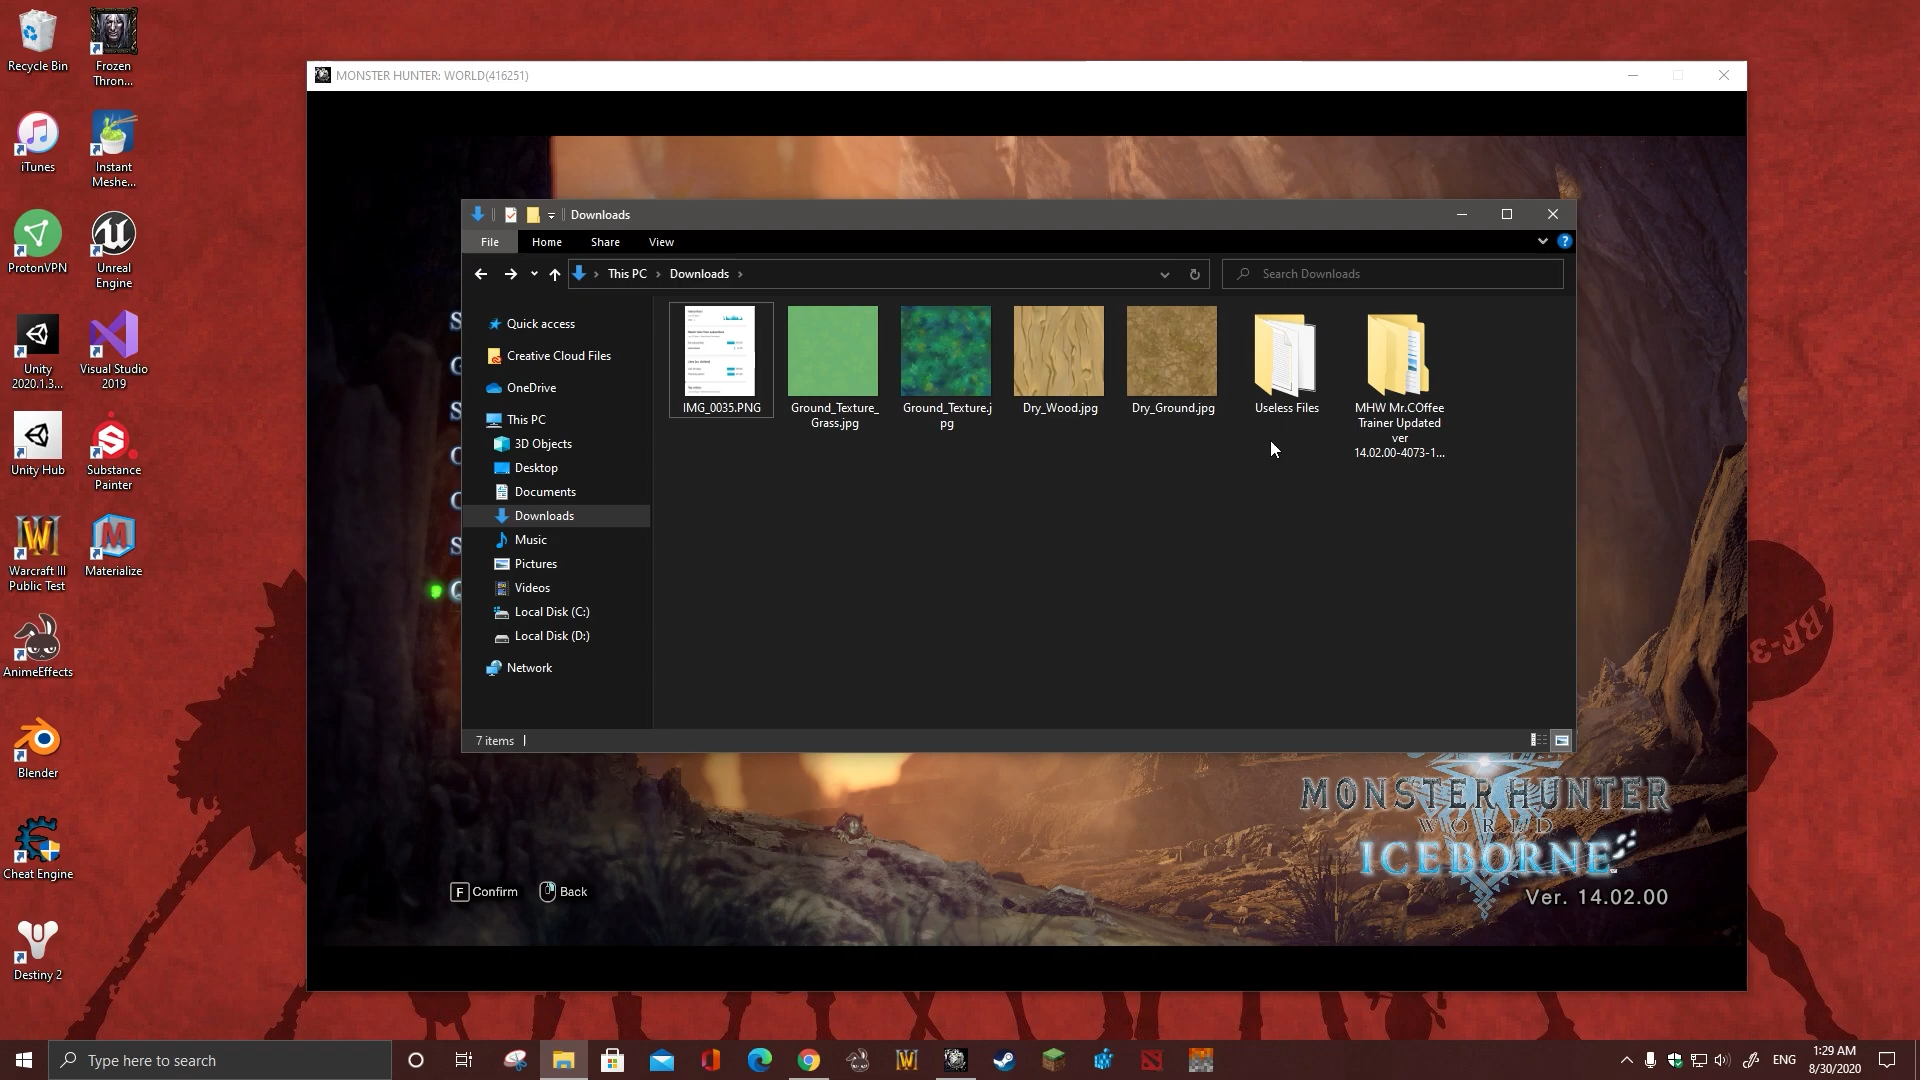 Recycle Bin
Frozen
Thron...
iTunes
Instant
Meshe...
ProtonVPN
Unreal
Engine
Unity
2020.1.3...
Visual Studio
2019
Unity Hub
Substance
Painter
Warcraft III
Public Test
Materialize
AnimeEffects
Blender
Cheat Engine
Destiny 2
MONSTER HUNTER: WORLD(416251)
Downloads
File
Home
Share
View
This PC
Downloads
Search Downloads
Quick access
Creative Cloud Files
OneDrive
This PC
3D Objects
Desktop
Documents
Downloads
Music
Pictures
Videos
Local Disk (C:)
Local Disk (D:)
Network
IMG_0035.PNG
Ground_Texture_
Grass.jpg
Ground_Texture.j
pg
Dry_Wood.jpg
Dry_Ground.jpg
Useless Files
MHW Mr.COffee
Trainer Updated
ver
14.02.00-4073-1...
7 items
BF-3
MONSTER HUNTER
WORLD
ICEBORNE
Ver. 14.02.00
F Confirm
Back
Type here to search
ENG
1:29 AM
8/30/2020